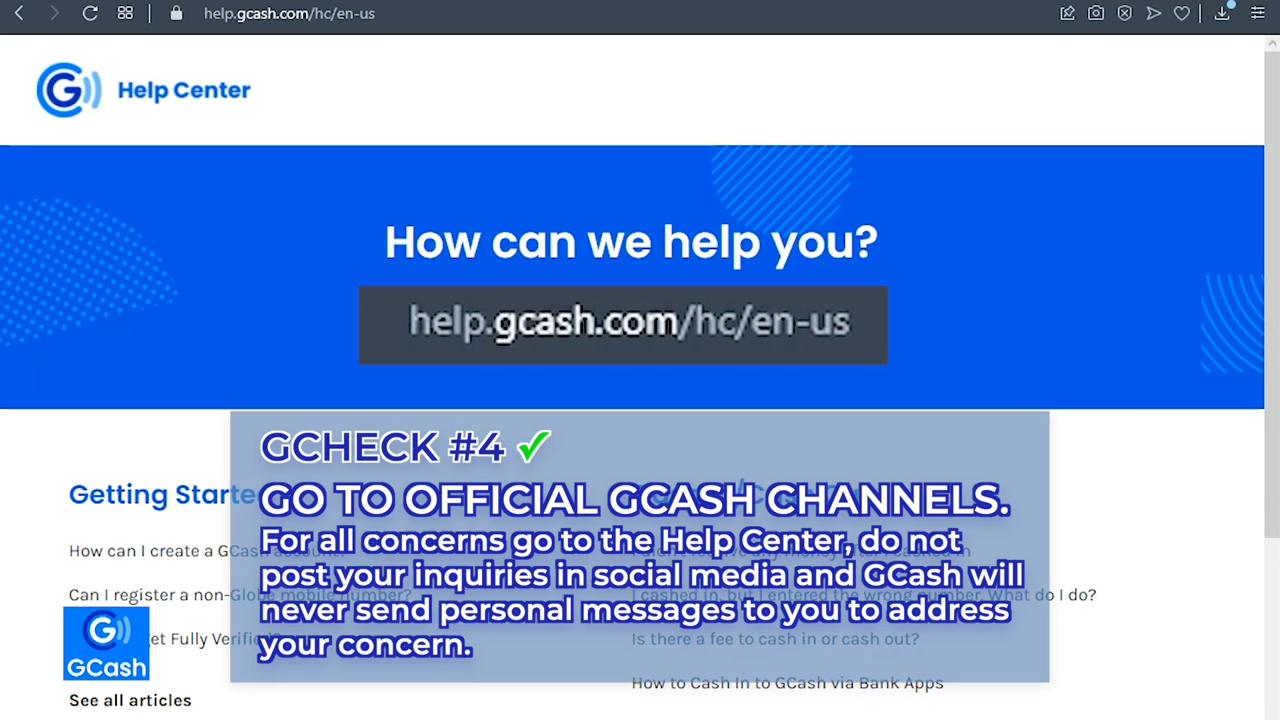 help.gcash.com/hc/en-us
Help Center
How can we help you?
help.gcash.com/hc/en-us
GCHECK #4 ✓
GO TO OFFICIAL GCASH CHANNELS.
For all concerns go to the Help Center, do not
post your inquiries in social media and GCash will
never send personal messages to you to address
your concern.
Getting Starte
How can I create a GCash account?
Can I register a non-Globe mobile number?
et Fully Verified?
See all articles
I cashed in, but I entered the wrong number. What do I do?
Is there a fee to cash in or cash out?
How to Cash In to GCash via Bank Apps
GCash